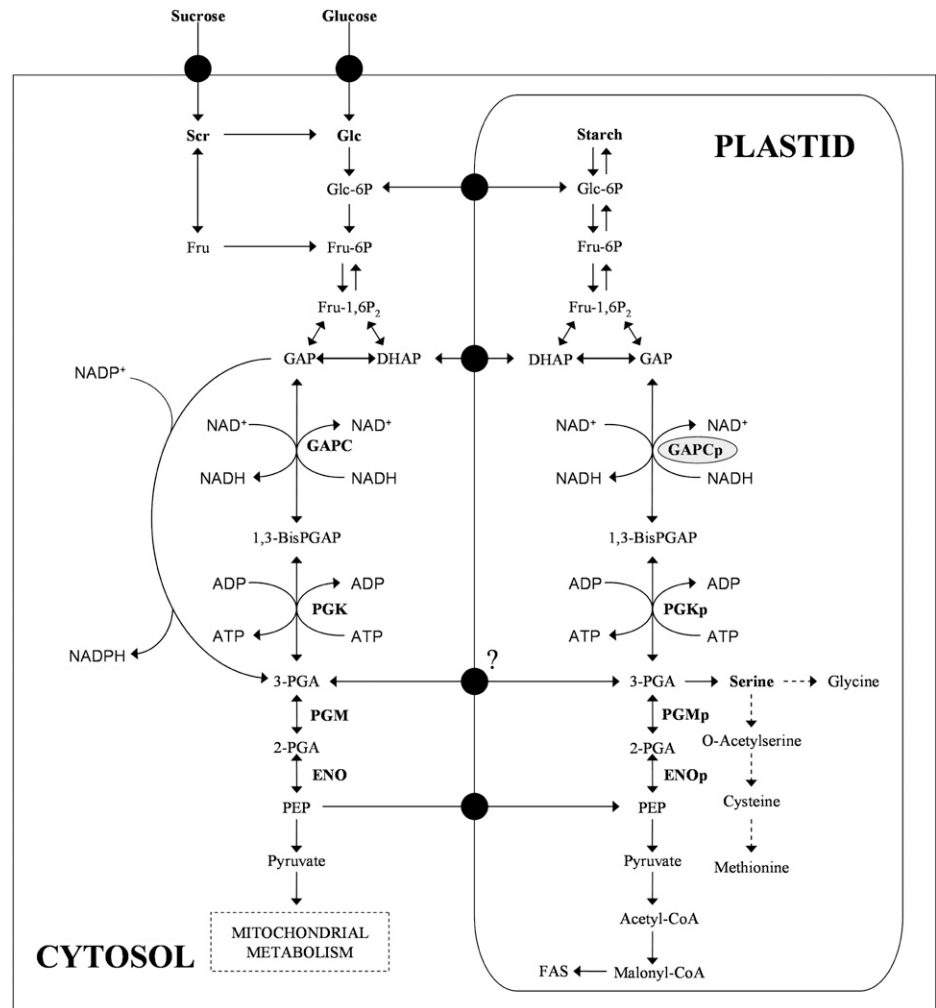 Sucrose Glucose
PLASTID
Scr Glc Starch
Glc-6P Glc-6P
Fru Fru-6P Fru-6P
Fru-1,6P₂ Fru-1,6P₂
GAP DHAP DHAP GAP
NADP⁺
NAD⁺ NAD⁺ NAD⁺ NAD⁺
GAPC GAPCp
NADH NADH NADH NADH
1,3-BisPGAP 1,3-BisPGAP
ADP ADP ADP ADP
PGK PGKp
ATP ATP ATP ATP
NADPH
?
3-PGA 3-PGA Serine Glycine
PGM PGMp
2-PGA 2-PGA O-Acetylserine
ENO ENOp
PEP PEP Cysteine
Pyruvate Pyruvate Methionine
Acetyl-CoA
MITOCHONDRIAL
METABOLISM
CYTOSOL
FAS Malonyl-CoA